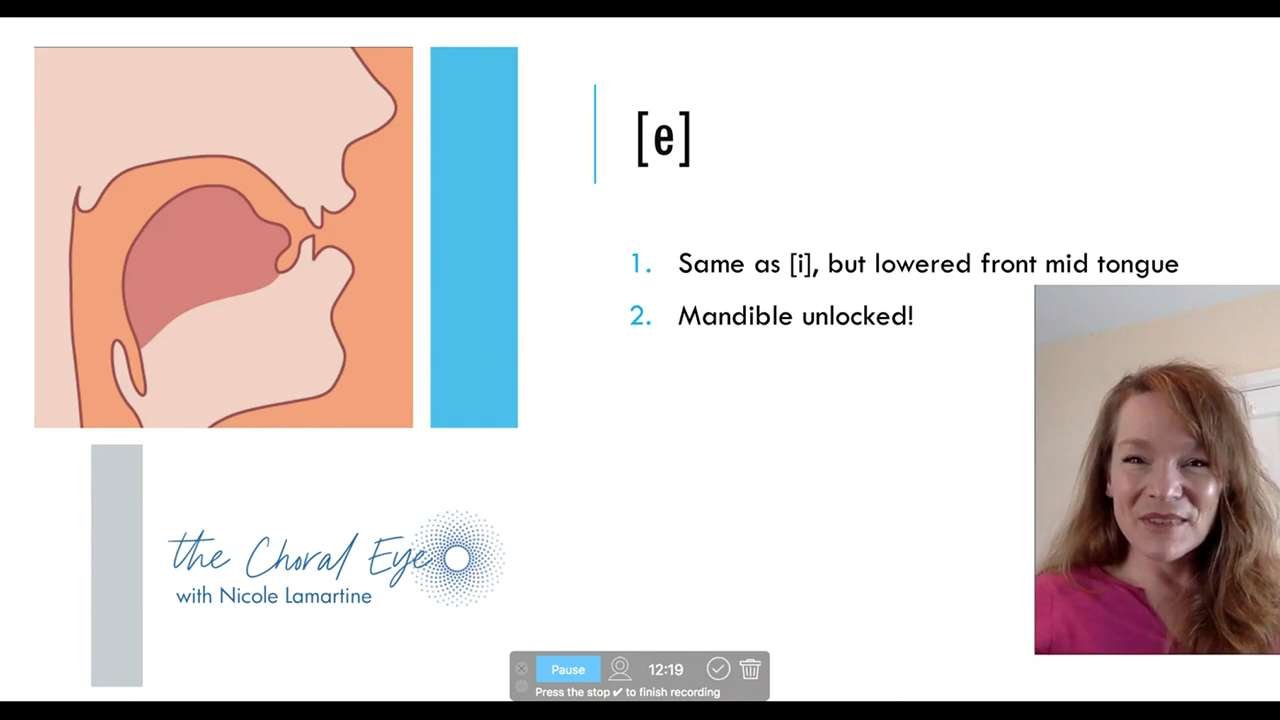 [e]
1. Same as [i], but lowered front mid tongue
2. Mandible unlocked!
the Choral Eye
with Nicole Lamartine
Pause
12:19
Press the stop ✔ to finish recording